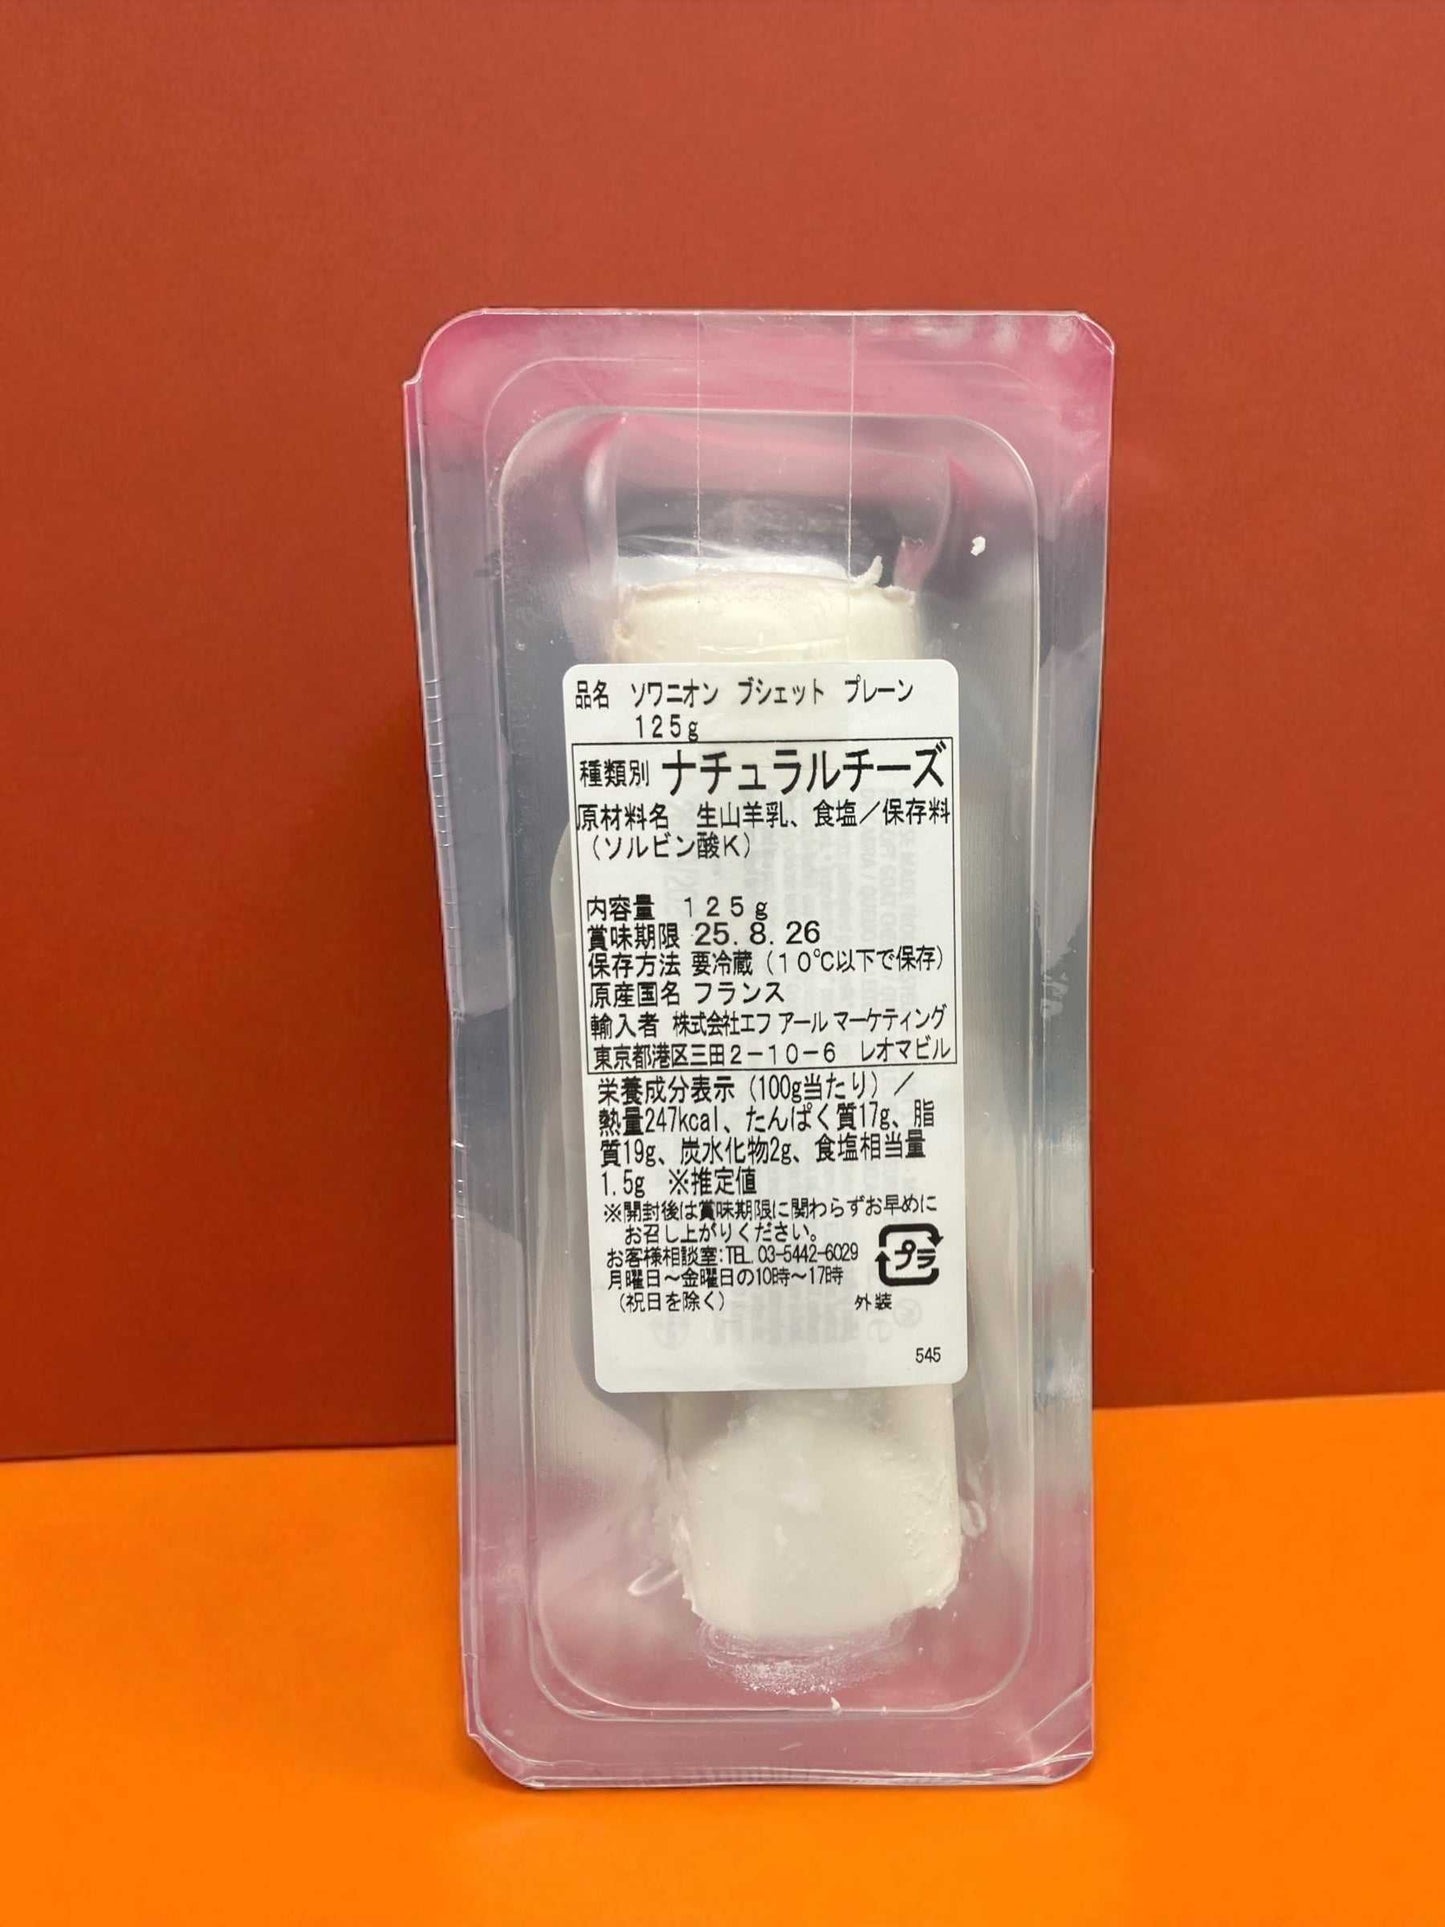 品名 ソワニオン ブシェット プレーン
125g
種類別 ナチュラルチーズ
原材料名 生山羊乳、食塩／保存料
（ソルビン酸K）
内容量 125g
賞味期限 25.8.26
保存方法 要冷蔵（10℃以下で保存）
原産国名 フランス
輸入者 株式会社エフ アール マーケティング
東京都港区三田2－10－6 レオマビル
栄養成分表示（100g当たり）／
熱量247kcal、たんぱく質17g、脂
質19g、炭水化物2g、食塩相当量
1.5g ※推定値
※開封後は賞味期限に関わらずお早めに
お召し上がりください。
お客様相談室:TEL. 03-5442-6029
月曜日～金曜日の10時～17時
（祝日を除く）
プラ
外装
545